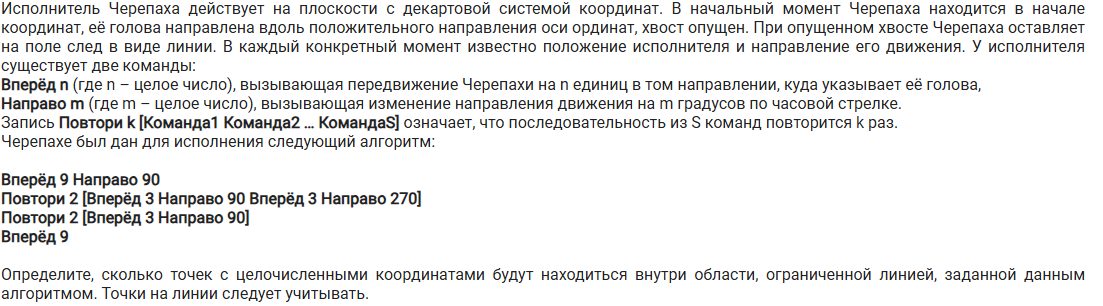 Исполнитель Черепаха действует на плоскости с декартовой системой координат. В начальный момент Черепаха находится в начале
координат, её голова направлена вдоль положительного направления оси ординат, хвост опущен. При опущенном хвосте Черепаха оставляет
на поле след в виде линии. В каждый конкретный момент известно положение исполнителя и направление его движения. У исполнителя
существует две команды:
Вперёд n (где n – целое число), вызывающая передвижение Черепахи на n единиц в том направлении, куда указывает её голова,
Направо m (где m – целое число), вызывающая изменение направления движения на m градусов по часовой стрелке.
Запись Повтори k [Команда1 Команда2 … КомандаS] означает, что последовательность из S команд повторится k раз.
Черепахе был дан для исполнения следующий алгоритм:
Вперёд 9 Направо 90
Повтори 2 [Вперёд 3 Направо 90 Вперёд 3 Направо 270]
Повтори 2 [Вперёд 3 Направо 90]
Вперёд 9
Определите, сколько точек с целочисленными координатами будут находиться внутри области, ограниченной линией, заданной данным
алгоритмом. Точки на линии следует учитывать.